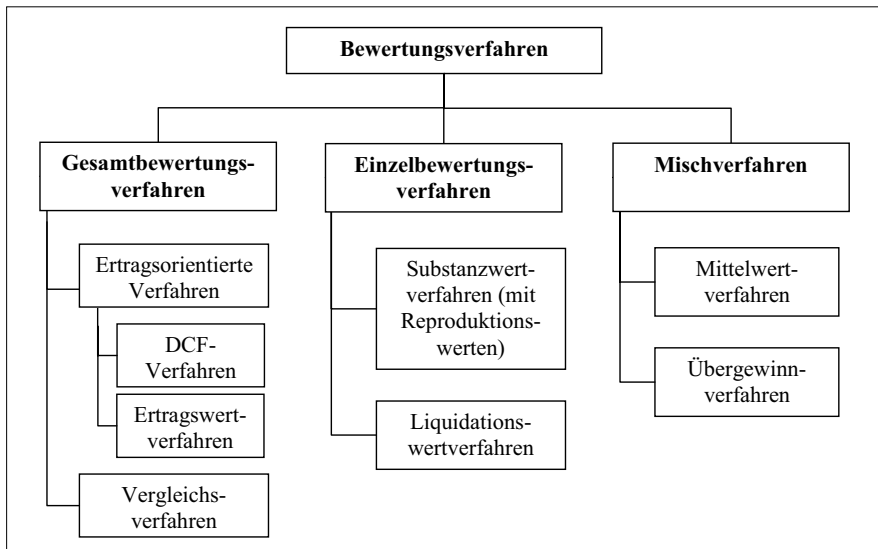 Bewertungsverfahren
Gesamtbewertungs-
verfahren
Ertragsorientierte
Verfahren
DCF-
Verfahren
Ertragswert-
verfahren
Vergleichs-
verfahren
Einzelbewertungs-
verfahren
Substanzwert-
verfahren (mit
Reproduktions-
werten)
Liquidations-
wertverfahren
Mischverfahren
Mittelwert-
verfahren
Übergewinn-
verfahren